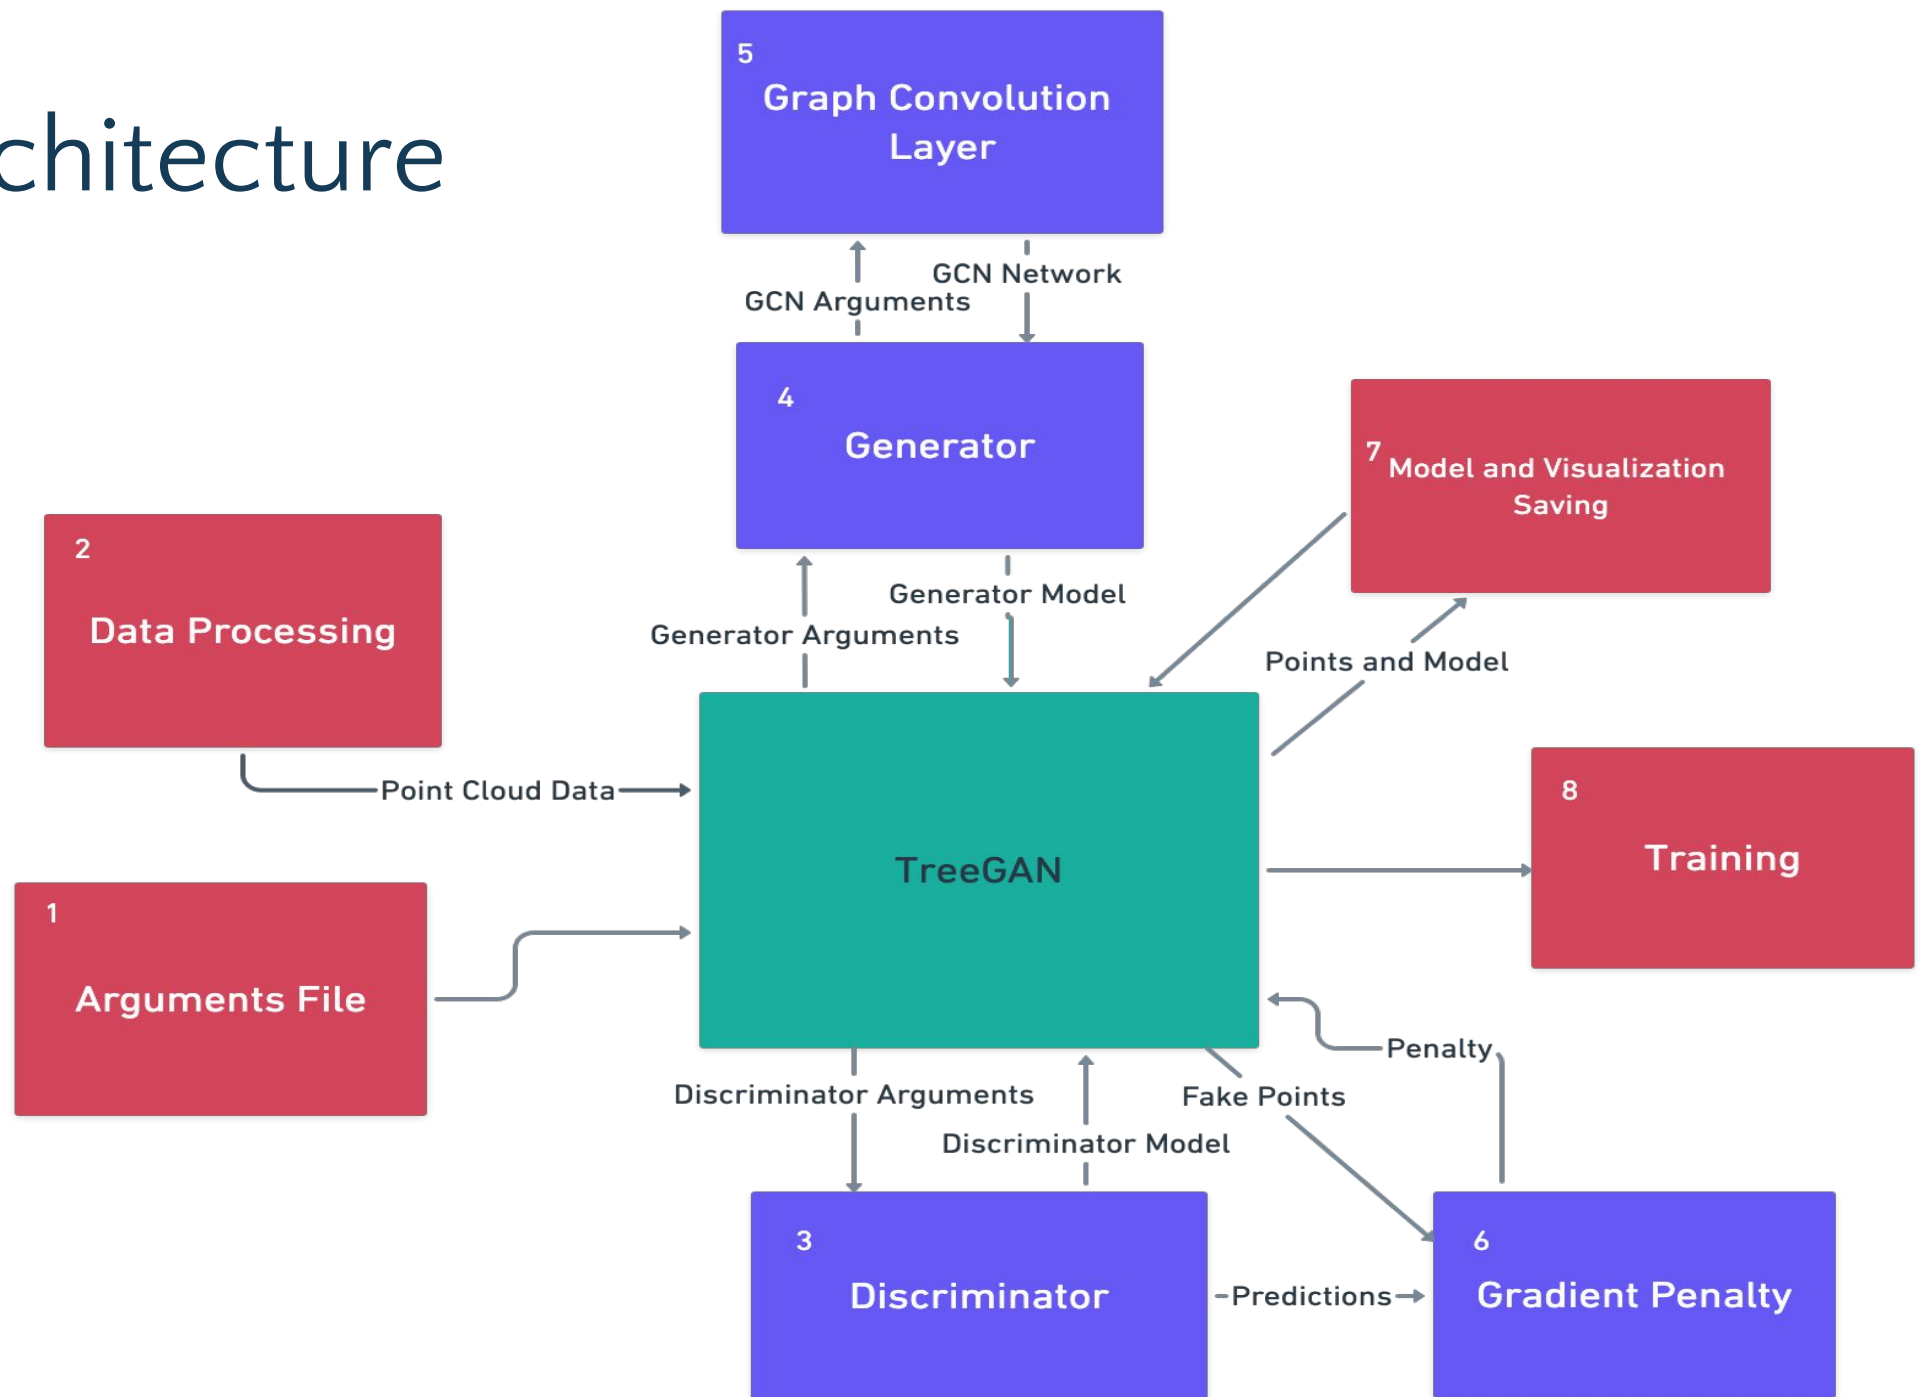 chitecture
5
Graph Convolution
Layer
GCN Network
GCN Arguments
4
Generator
7
Model and Visualization
Saving
2
Data Processing
Generator Model
Generator Arguments
Points and Model
Point Cloud Data
8
Training
TreeGAN
1
Arguments File
Penalty
Discriminator Arguments
Fake Points
Discriminator Model
3
Discriminator
Predictions
6
Gradient Penalty